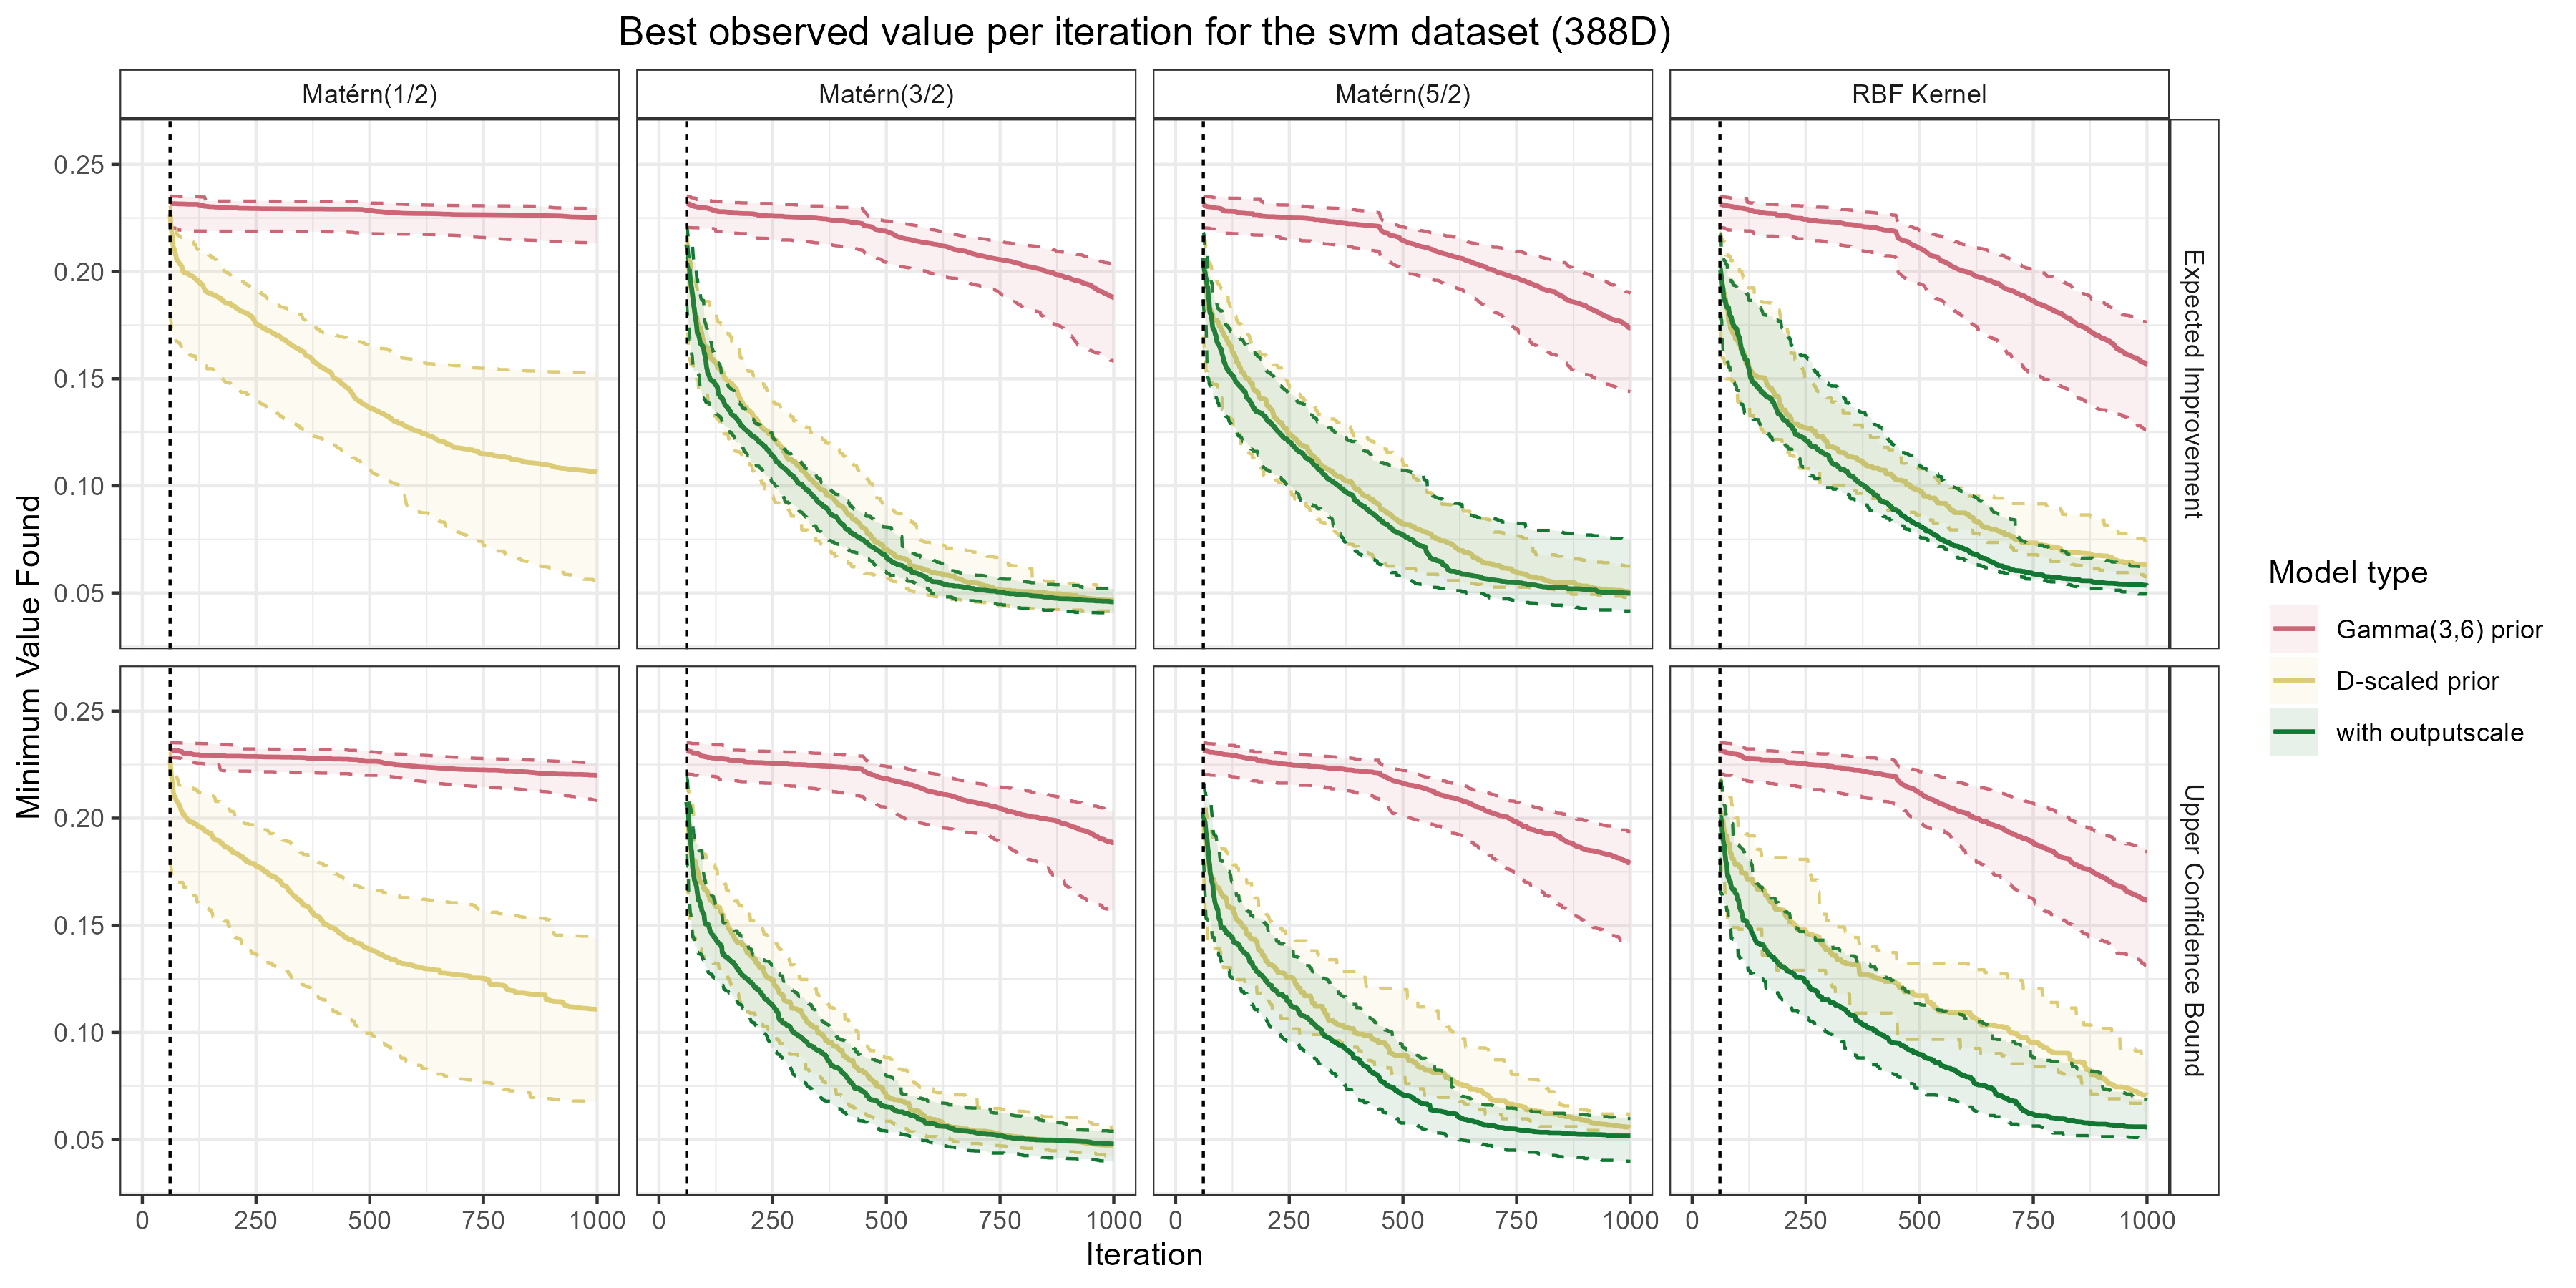 Best observed value per iteration for the svm dataset (388D)
Matérn(1/2)
Matérn(3/2)
Matérn(5/2)
RBF Kernel
Minimum Value Found
0.25
0.20
0.15
0.10
0.05
Expected Improvement
0.25
0.20
0.15
0.10
0.05
Upper Confidence Bound
0 250 500 750 1000
0 250 500 750 1000
0 250 500 750 1000
0 250 500 750 1000
Iteration
Model type
Gamma(3,6) prior
D-scaled prior
with outputscale